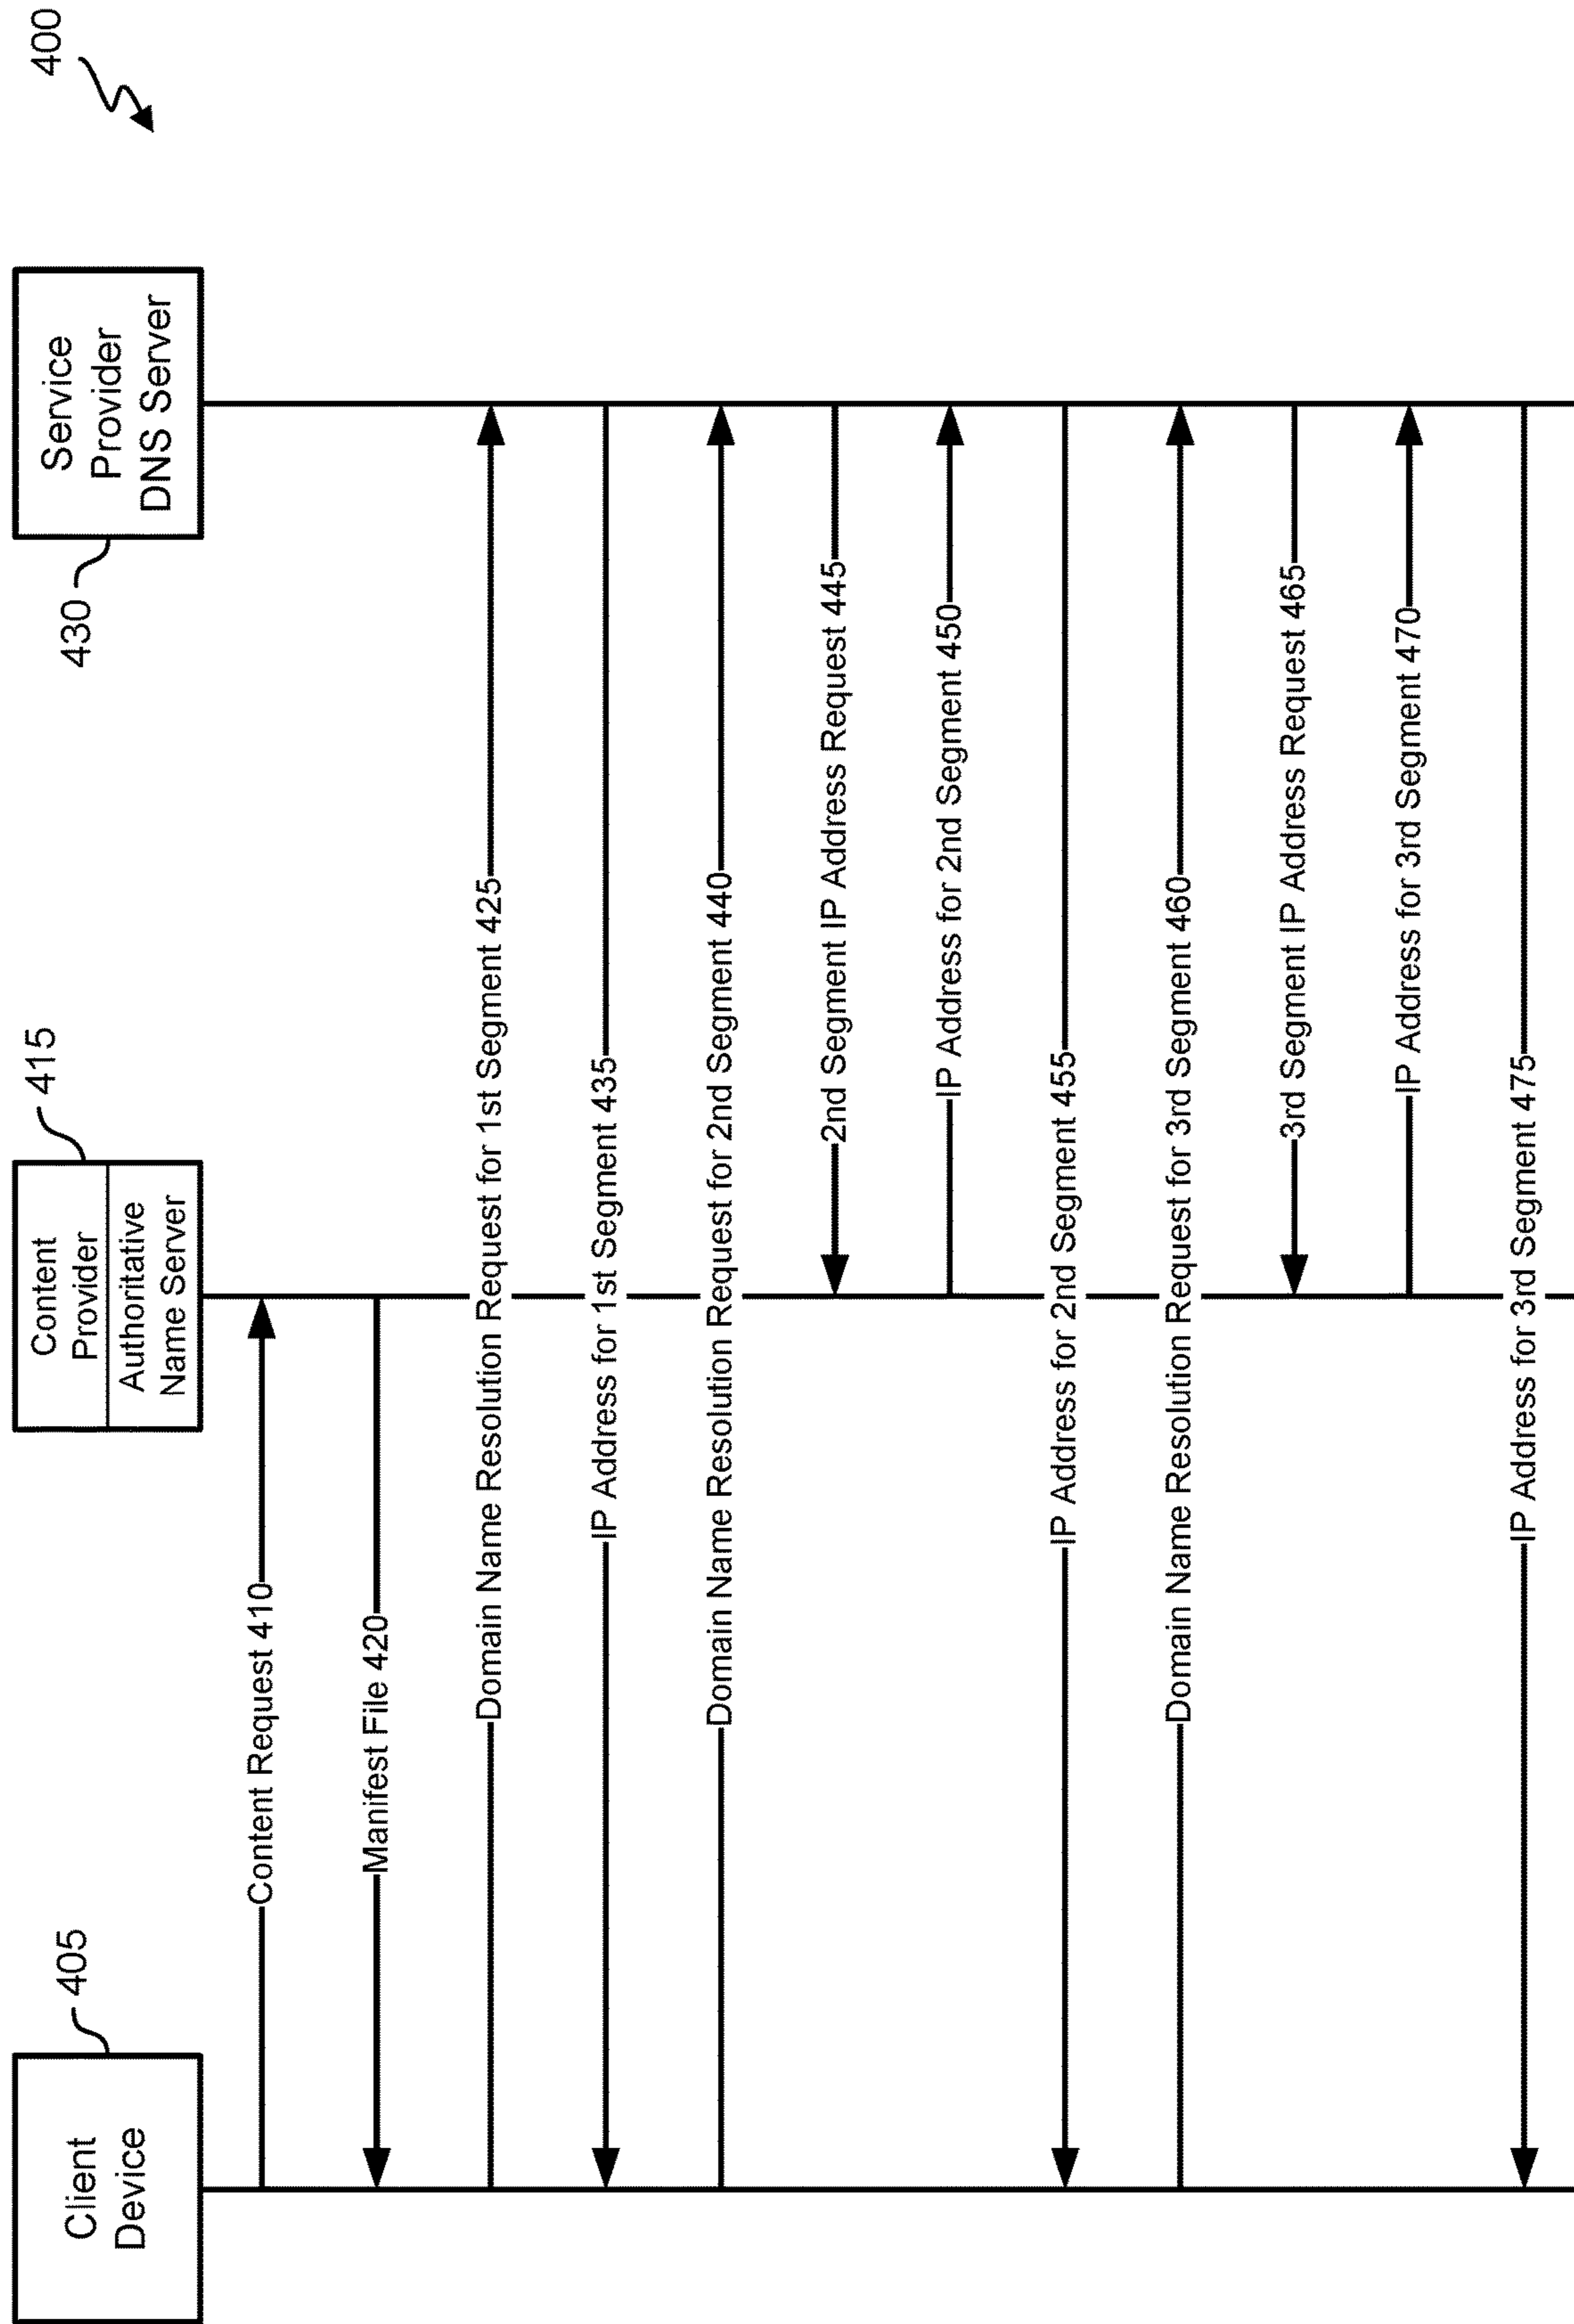 400
Client
Device
405
Content
Provider
Authoritative
Name Server
415
Service
Provider
DNS Server
430
Content Request 410
Manifest File 420
Domain Name Resolution Request for 1st Segment 425
IP Address for 1st Segment 435
Domain Name Resolution Request for 2nd Segment 440
2nd Segment IP Address Request 445
IP Address for 2nd Segment 450
IP Address for 2nd Segment 455
Domain Name Resolution Request for 3rd Segment 460
3rd Segment IP Address Request 465
IP Address for 3rd Segment 470
IP Address for 3rd Segment 475